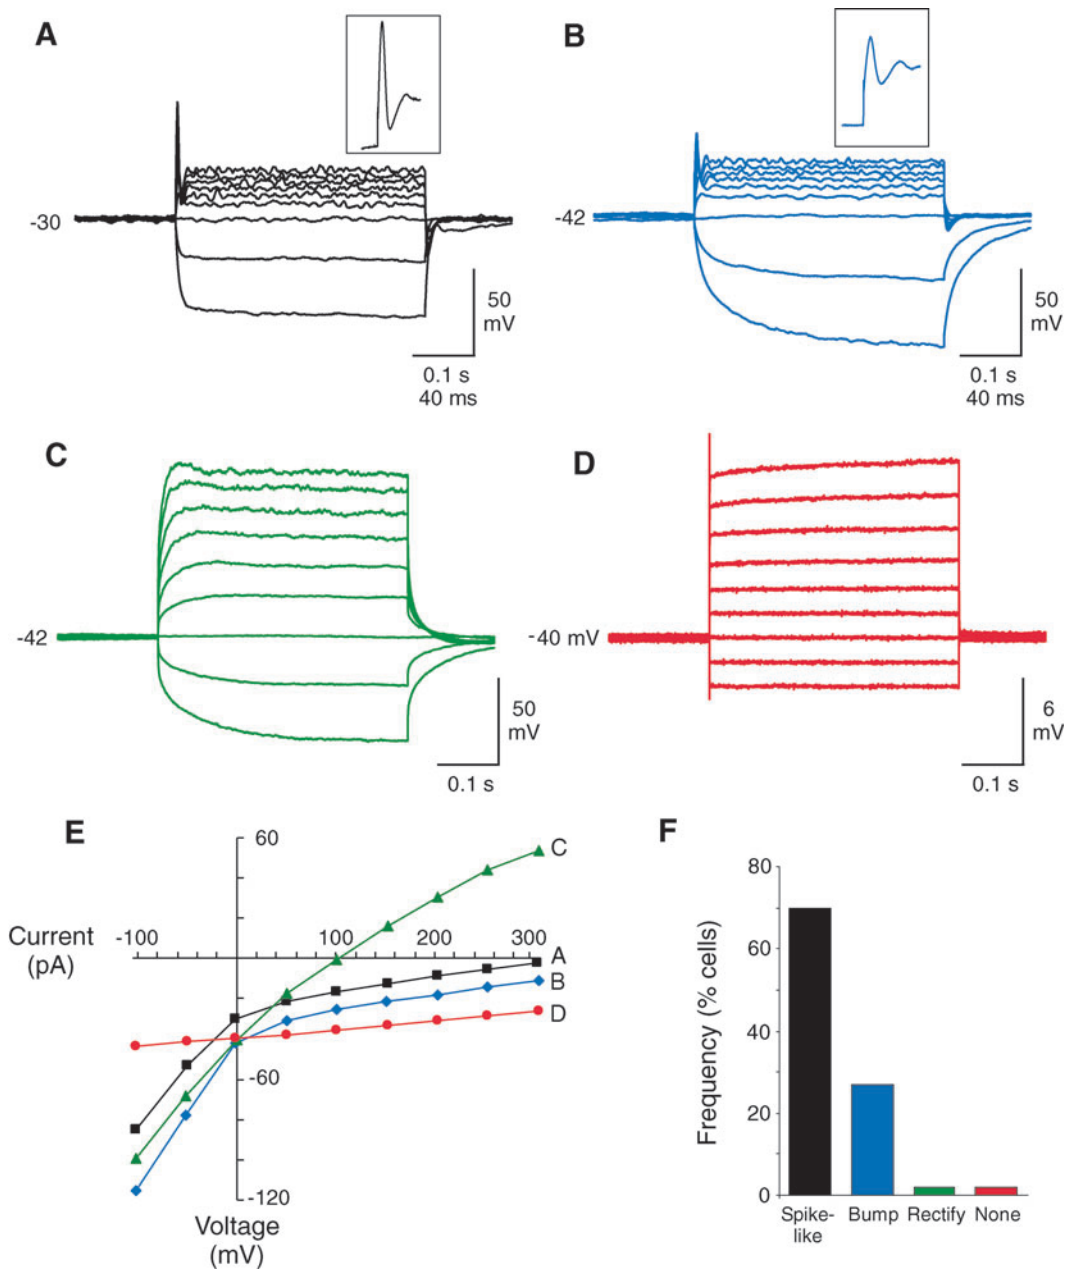 A
-30
50
mV
0.1 s
40 ms
B
-42
50
mV
0.1 s
40 ms
C
-42
50
mV
0.1 s
D
-40 mV
6
mV
0.1 s
E
60
C
Current
(pA)
-100
100
200
300
A
B
D
-60
-120
Voltage
(mV)
F
Frequency (% cells)
80
60
40
20
0
Spike-
like
Bump
Rectify
None